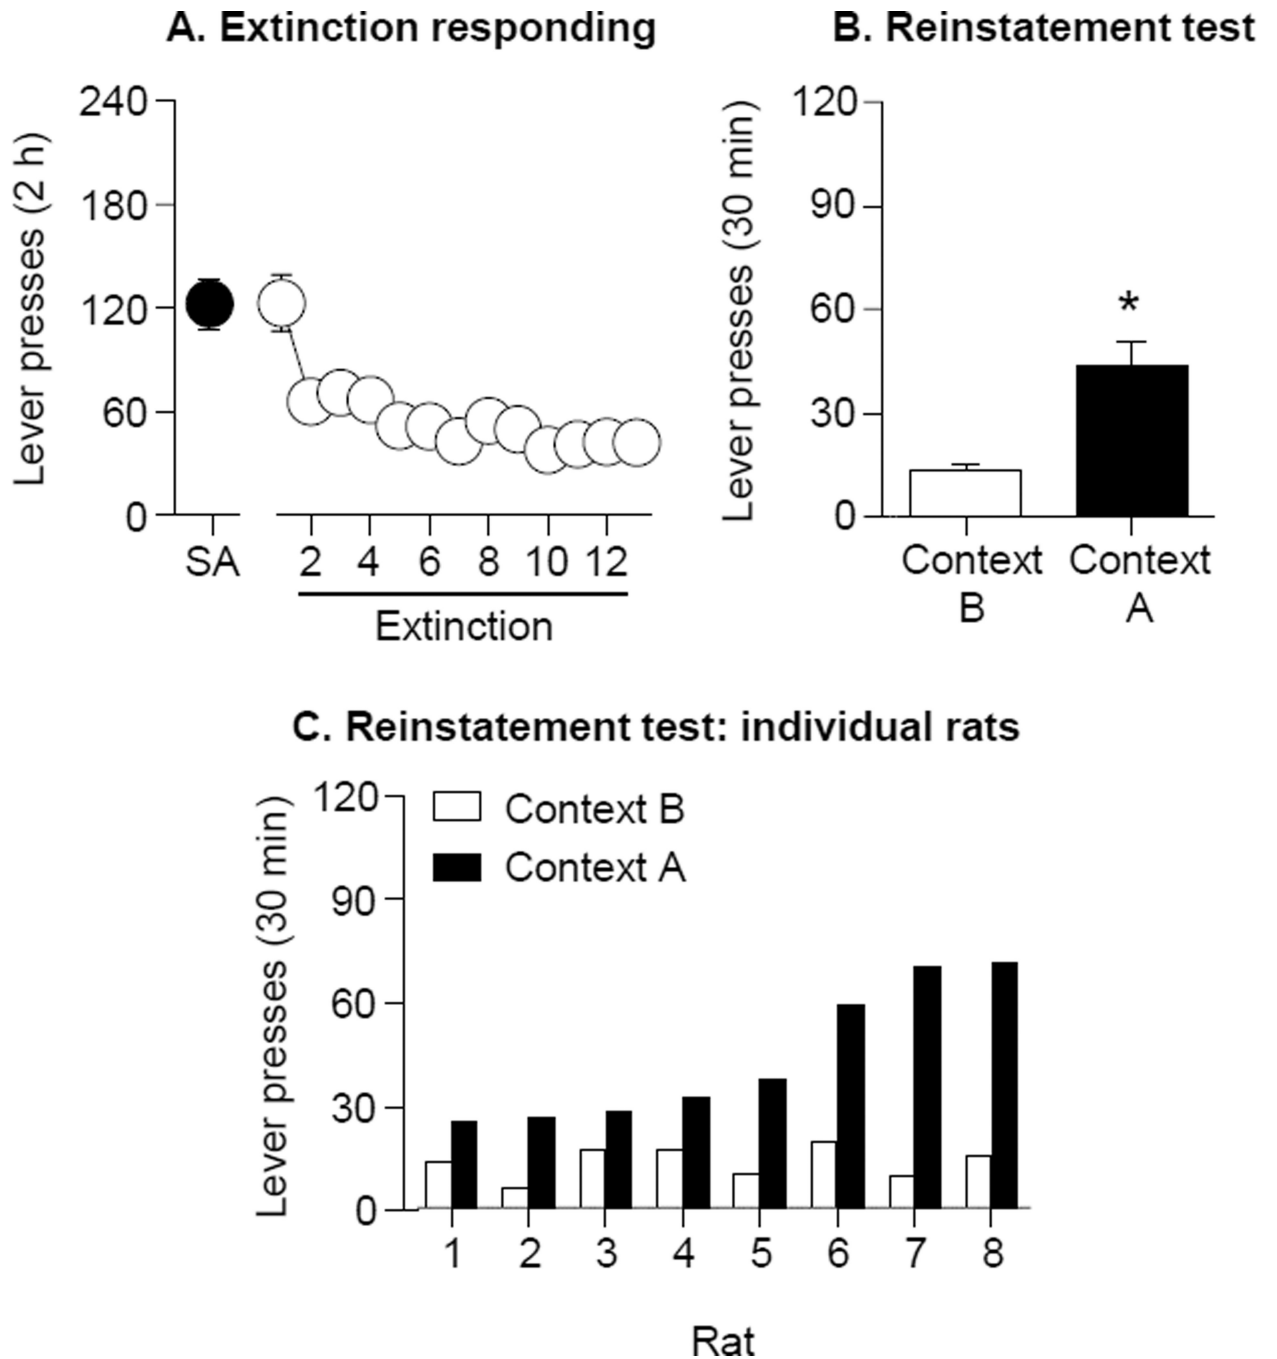 A. Extinction responding
Lever presses (2 h)
240
180
120
60
0
SA
2 4 6 8 10 12
Extinction
B. Reinstatement test
Lever presses (30 min)
120
90
60
30
0
*
Context B
Context A
C. Reinstatement test: individual rats
Lever presses (30 min)
120
90
60
30
0
Context B
Context A
1 2 3 4 5 6 7 8
Rat